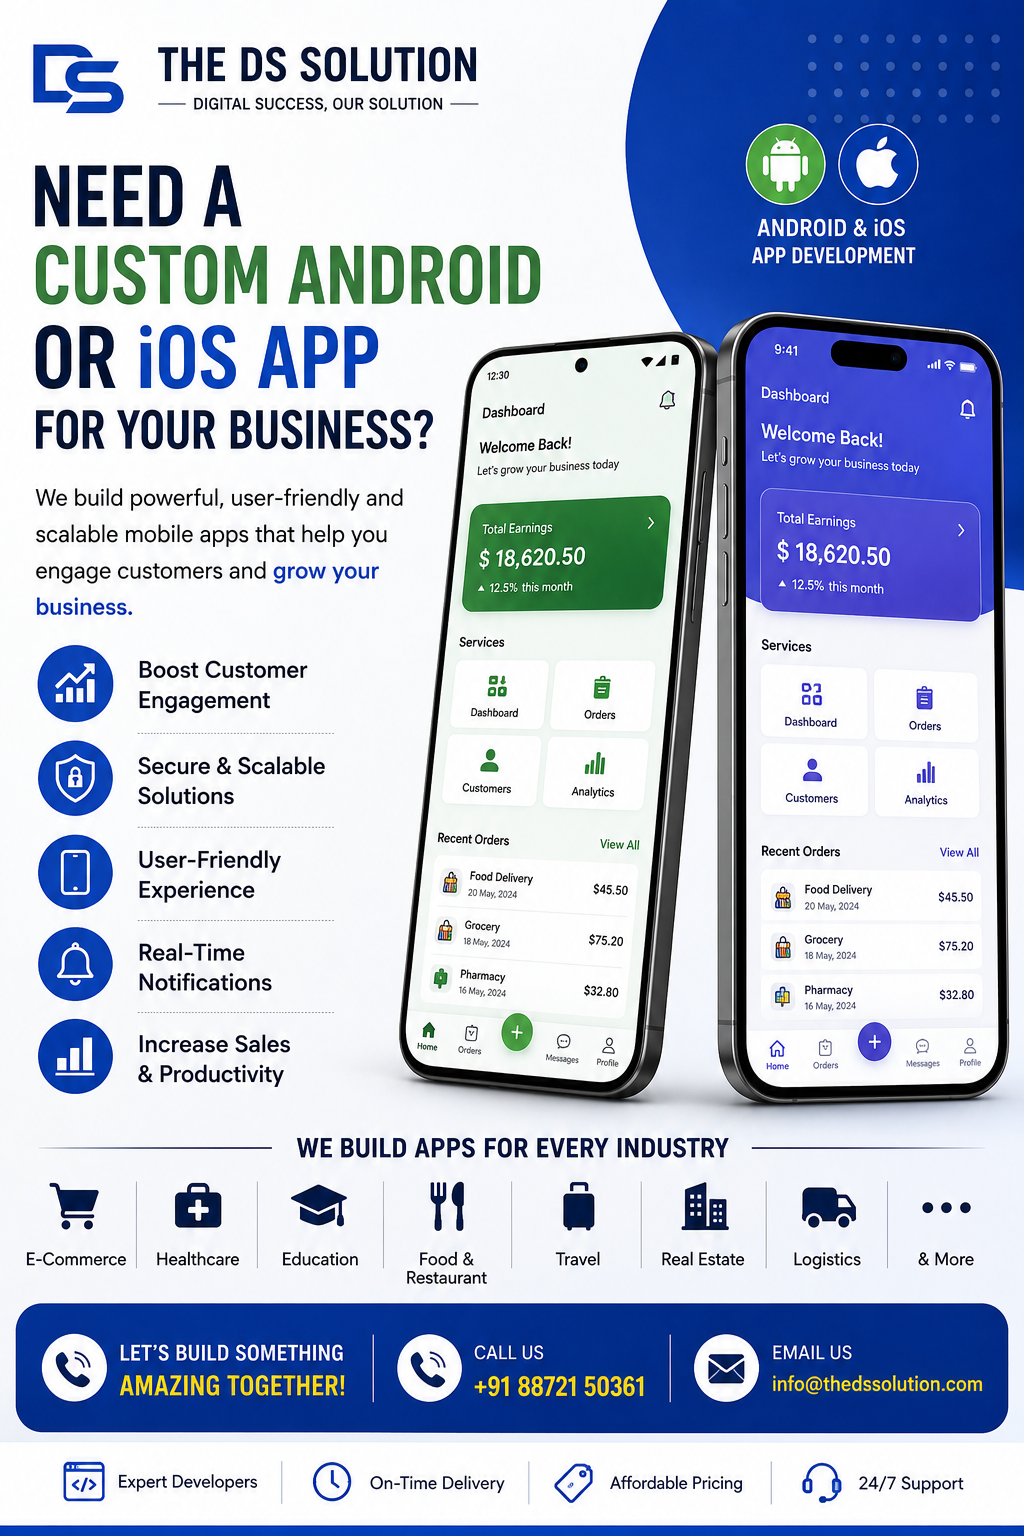 DS
THE DS SOLUTION
DIGITAL SUCCESS, OUR SOLUTION
ANDROID & iOS
APP DEVELOPMENT
NEED A
CUSTOM ANDROID
OR iOS APP
FOR YOUR BUSINESS?
We build powerful, user-friendly and
scalable mobile apps that help you
engage customers and grow your
business.
Boost Customer
Engagement
Secure & Scalable
Solutions
User-Friendly
Experience
Real-Time
Notifications
Increase Sales
& Productivity
12:30
Dashboard
Welcome Back!
Let's grow your business today
Total Earnings
$ 18,620.50
12.5% this month
Services
Dashboard
Orders
Customers
Analytics
Recent Orders
View All
Food Delivery
20 May, 2024
$45.50
Grocery
18 May, 2024
$75.20
Pharmacy
16 May, 2024
$32.80
Home
Orders
+
Messages
Profile
9:41
Dashboard
Welcome Back!
Let's grow your business today
Total Earnings
$ 18,620.50
12.5% this month
Services
Dashboard
Orders
Customers
Analytics
Recent Orders
View All
Food Delivery
20 May, 2024
$45.50
Grocery
18 May, 2024
$75.20
Pharmacy
16 May, 2024
$32.80
Home
Orders
+
Messages
Profile
WE BUILD APPS FOR EVERY INDUSTRY
E-Commerce
Healthcare
Education
Food &
Restaurant
Travel
Real Estate
Logistics
& More
LET'S BUILD SOMETHING
AMAZING TOGETHER!
CALL US
+91 88721 50361
EMAIL US
info@thedssolution.com
</>
Expert Developers
On-Time Delivery
Affordable Pricing
24/7 Support